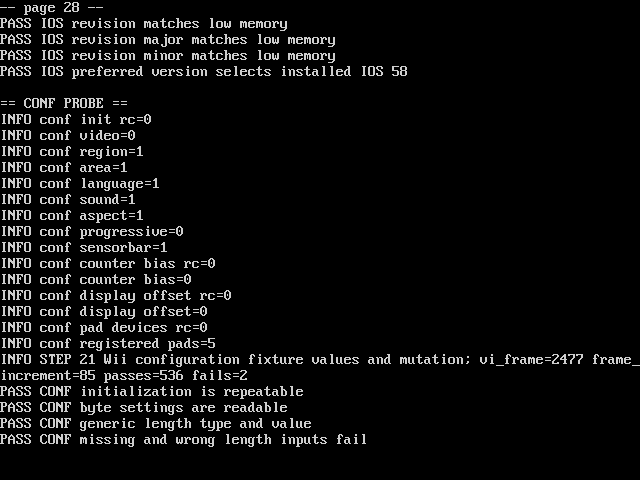 -- page 28 --
PASS IOS revision matches low memory
PASS IOS revision major matches low memory
PASS IOS revision minor matches low memory
PASS IOS preferred version selects installed IOS 58
== CONF PROBE ==
INFO conf init rc=0
INFO conf video=0
INFO conf region=1
INFO conf area=1
INFO conf language=1
INFO conf sound=1
INFO conf aspect=1
INFO conf progressive=0
INFO conf sensorbar=1
INFO conf counter bias rc=0
INFO conf counter bias=0
INFO conf display offset rc=0
INFO conf display offset=0
INFO conf pad devices rc=0
INFO conf registered pads=5
INFO STEP 21 Wii configuration fixture values and mutation; vi_frame=2477 frame_
increment=85 passes=536 fails=2
PASS CONF initialization is repeatable
PASS CONF byte settings are readable
PASS CONF generic length type and value
PASS CONF missing and wrong length inputs fail